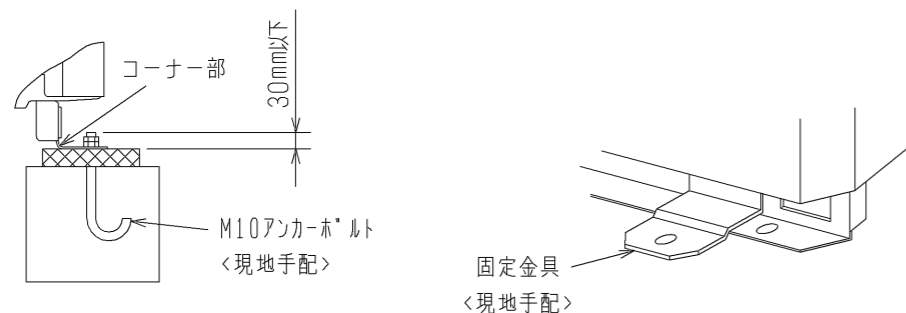 30mm以下
コーナー部
M10アンカーボルト
<現地手配>
固定金具
<現地手配>